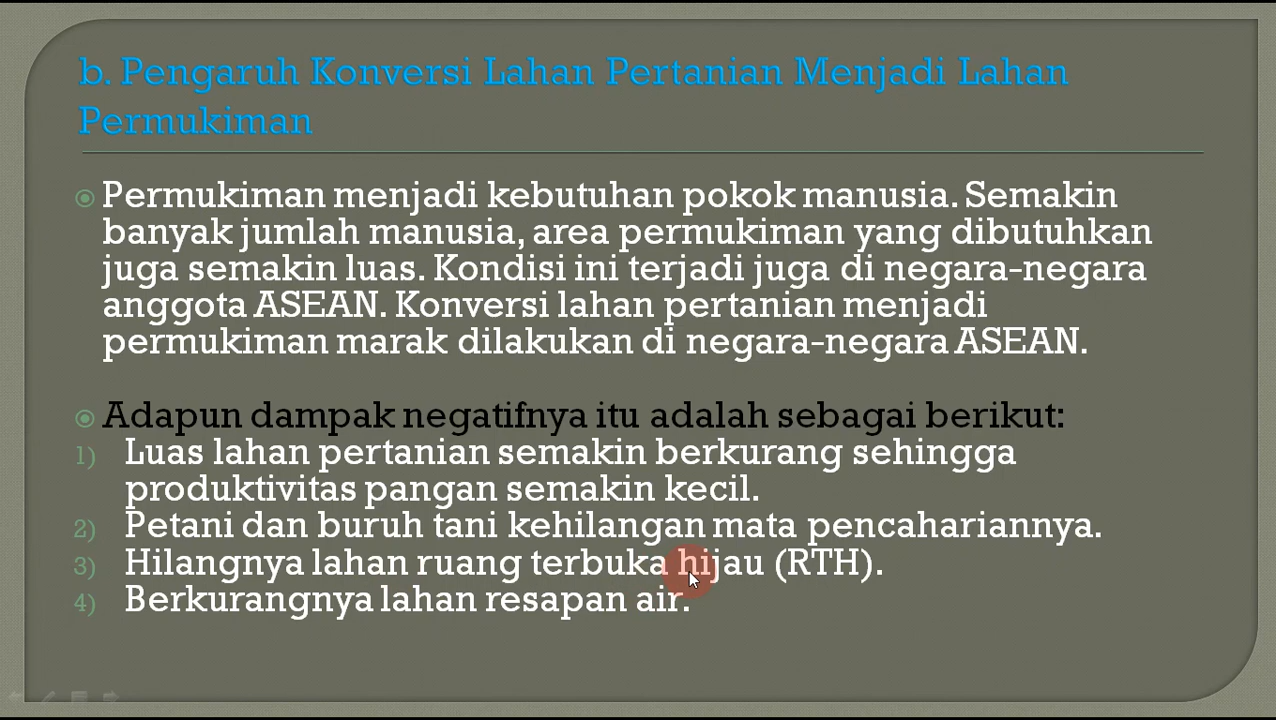 b. Pengaruh Konversi Lahan Pertanian Menjadi Lahan
Permukiman
Permukiman menjadi kebutuhan pokok manusia. Semakin
banyak jumlah manusia, area permukiman yang dibutuhkan
juga semakin luas. Kondisi ini terjadi juga di negara-negara
anggota ASEAN. Konversi lahan pertanian menjadi
permukiman marak dilakukan di negara-negara ASEAN.
Adapun dampak negatifnya itu adalah sebagai berikut:
1) Luas lahan pertanian semakin berkurang sehingga
produktivitas pangan semakin kecil.
2) Petani dan buruh tani kehilangan mata pencahariannya.
3) Hilangnya lahan ruang terbuka hijau (RTH).
4) Berkurangnya lahan resapan air.